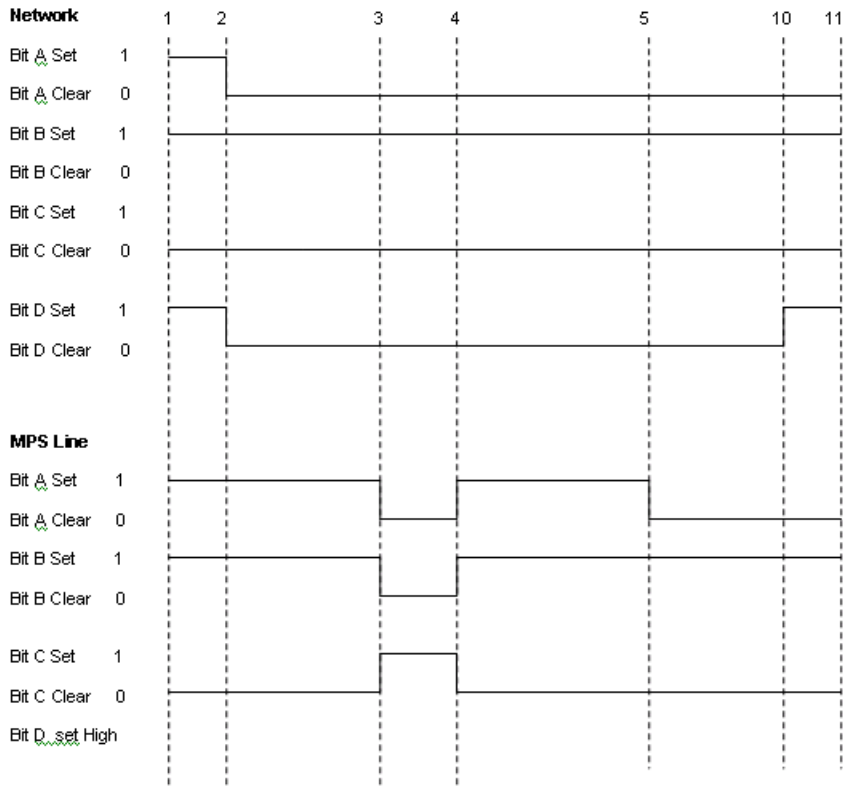 Network 1 2 3 4 5 10 11
Bit A Set 1
Bit A Clear 0
Bit B Set 1
Bit B Clear 0
Bit C Set 1
Bit C Clear 0
Bit D Set 1
Bit D Clear 0
MPS Line
Bit A Set 1
Bit A Clear 0
Bit B Set 1
Bit B Clear 0
Bit C Set 1
Bit C Clear 0
Bit D set High